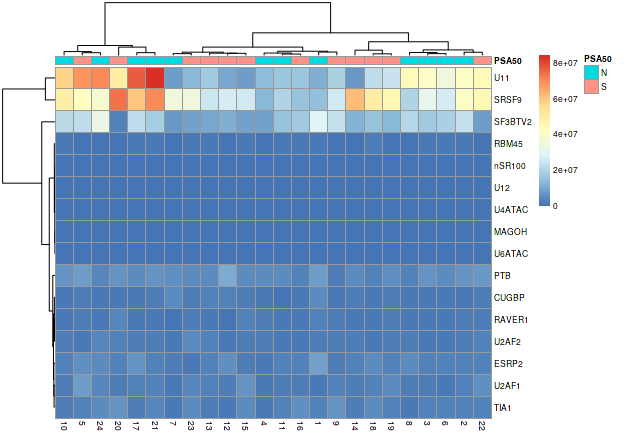 PSA50
U11
SRSF9
SF3BTV2
RBM45
nSR100
U12
U4ATAC
MAGOH
U6ATAC
PTB
CUGBP
RAVER1
U2AF2
ESRP2
U2AF1
TIA1
10 5 24 20 17 21 7 23 13 12 15 4 11 16 1 9 14 18 19 8 3 6 2 22
8e+07
6e+07
4e+07
2e+07
0
PSA50
N
S